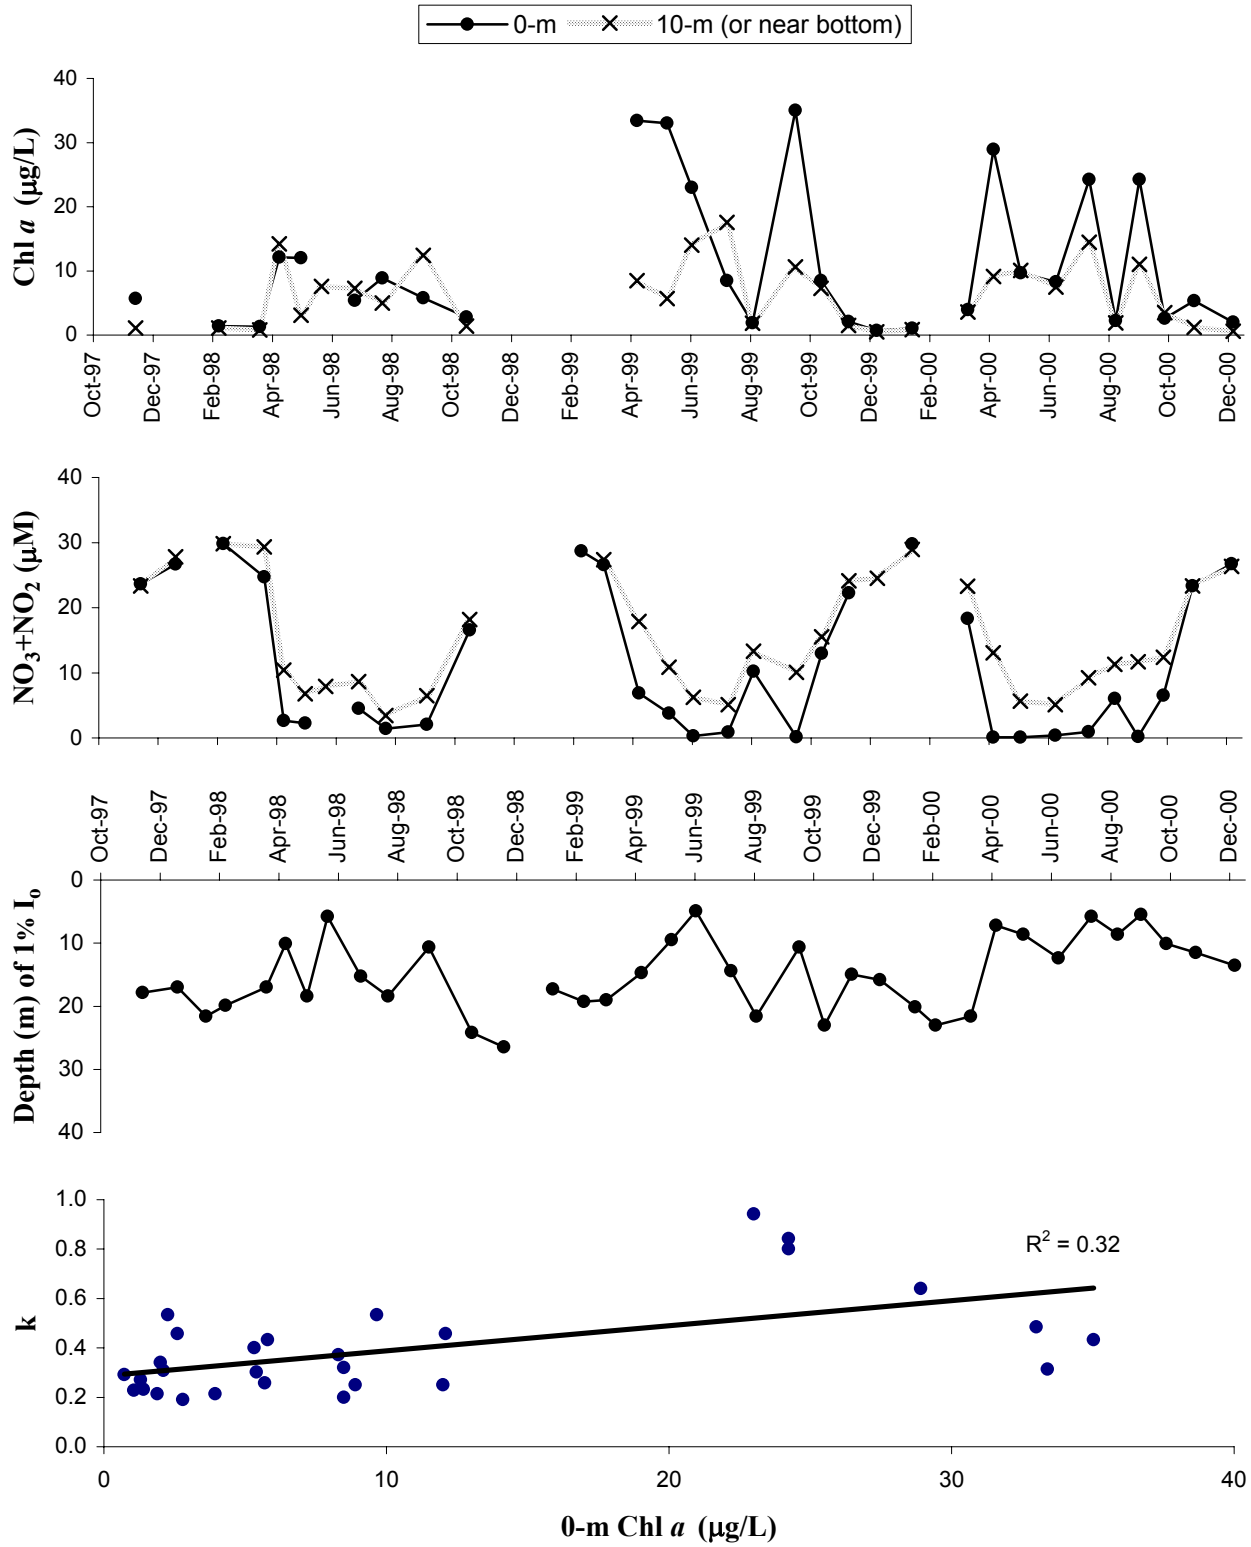 0-m 10-m (or near bottom)
Chl a (µg/L)
40
30
20
10
0
Oct-97 Dec-97 Feb-98 Apr-98 Jun-98 Aug-98 Oct-98 Dec-98 Feb-99 Apr-99 Jun-99 Aug-99 Oct-99 Dec-99 Feb-00 Apr-00 Jun-00 Aug-00 Oct-00 Dec-00
NO3+NO2 (µM)
40
30
20
10
0
Oct-97 Dec-97 Feb-98 Apr-98 Jun-98 Aug-98 Oct-98 Dec-98 Feb-99 Apr-99 Jun-99 Aug-99 Oct-99 Dec-99 Feb-00 Apr-00 Jun-00 Aug-00 Oct-00 Dec-00
Depth (m) of 1% Io
0
10
20
30
40
k
1.0
0.8
0.6
0.4
0.2
0.0
R2 = 0.32
0 10 20 30 40
0-m Chl a (µg/L)